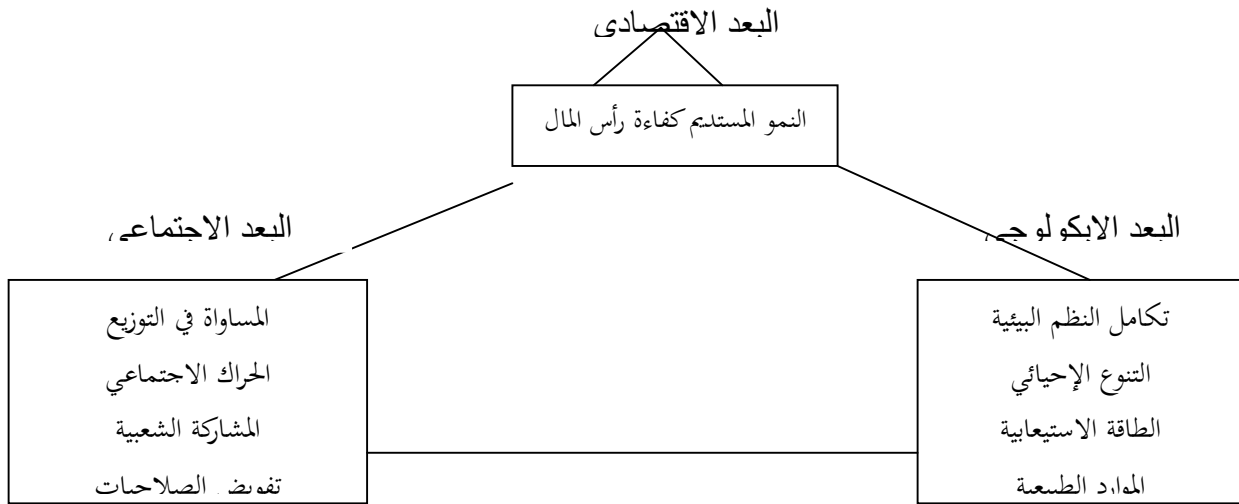 البعد الاقتصادي
النمو المستديم كفاءة رأس المال
البعد الايكولوجي
البعد الاجتماعي
تكامل النظم البيئية
التنوع الإحيائي
الطاقة الاستيعابية
الموارد الطبيعية
المساواة في التوزيع
الحراك الاجتماعي
المشاركة الشعبية
تفويض الصلاحيات